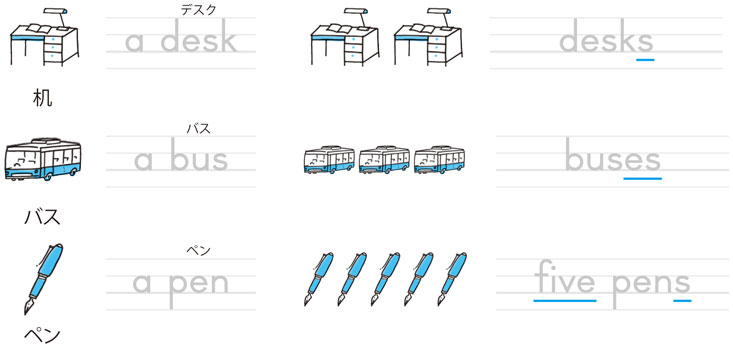 デスク
a desk
desks
机
バス
a bus
buses
バス
ペン
a pen
five pens
ペン